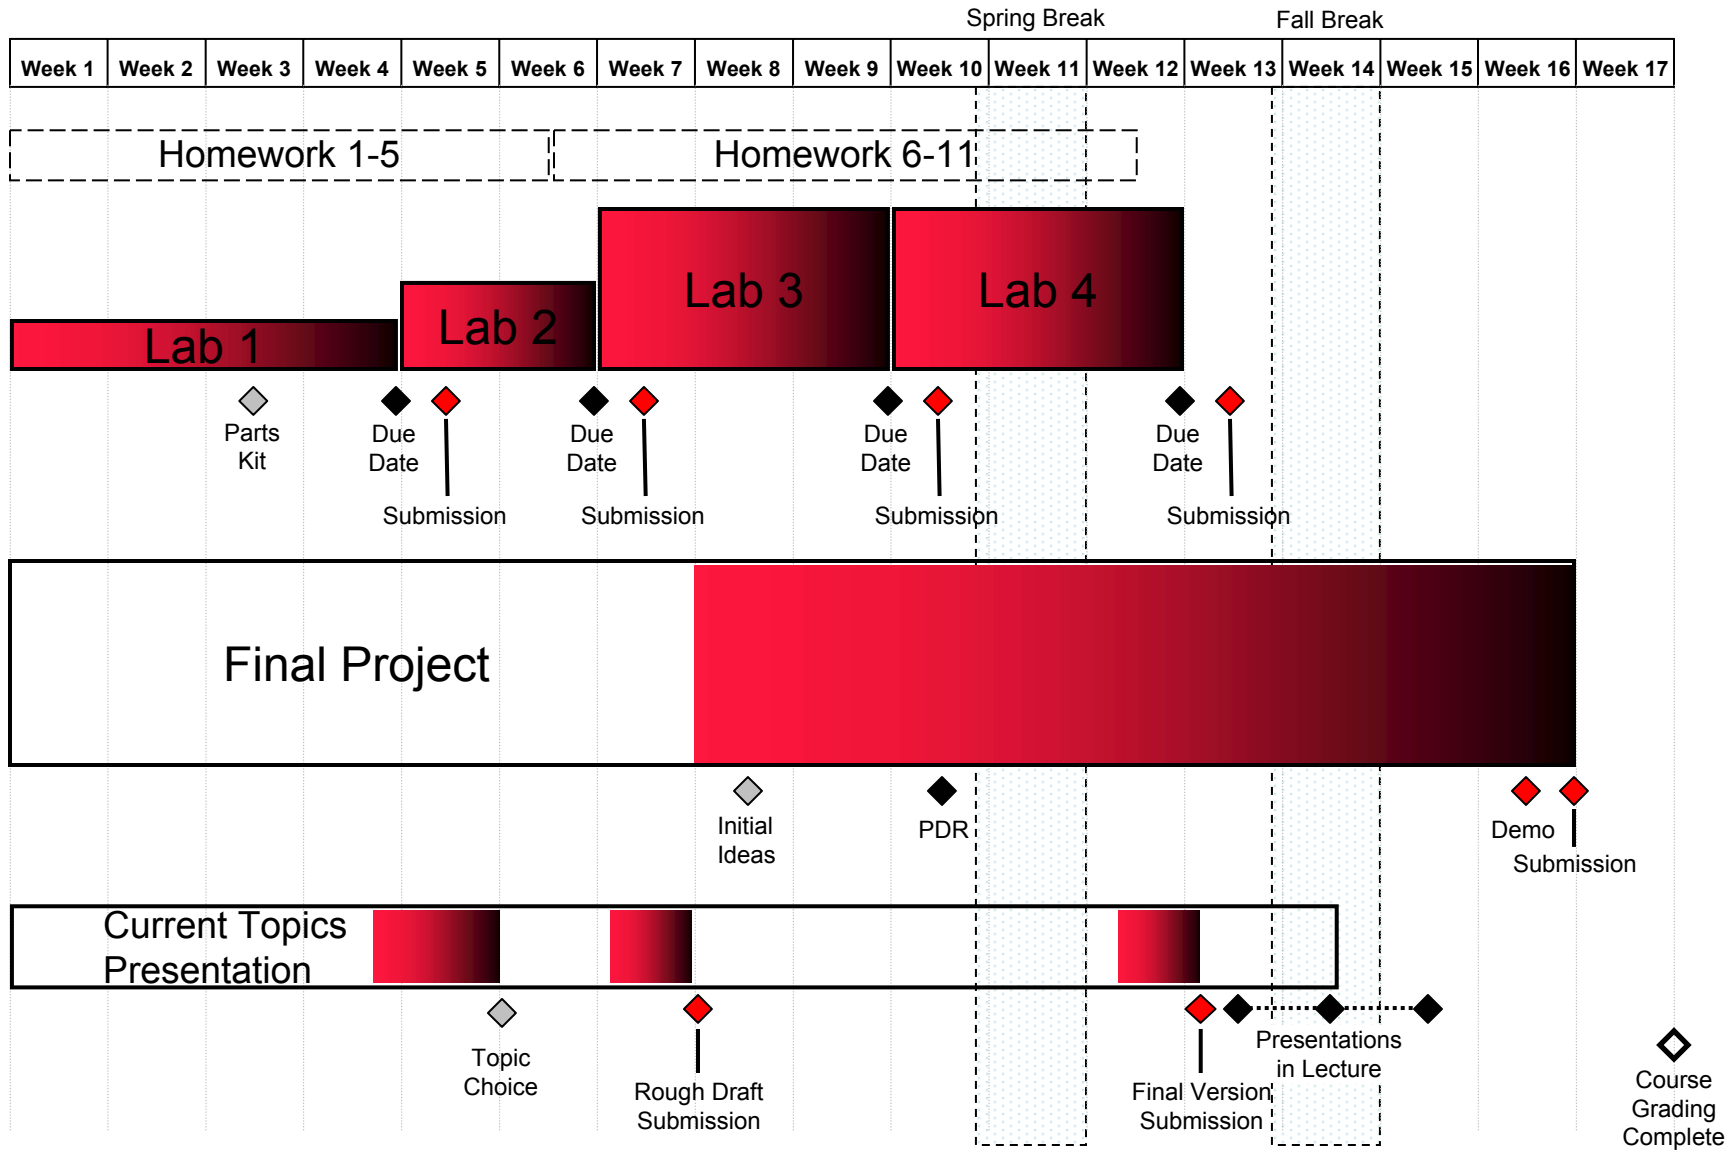 Spring Break
Fall Break
Week 1
Week 2
Week 3
Week 4
Week 5
Week 6
Week 7
Week 8
Week 9
Week 10
Week 11
Week 12
Week 13
Week 14
Week 15
Week 16
Week 17
Homework 1-5
Homework 6-11
Lab 1
Lab 2
Lab 3
Lab 4
Parts
Kit
Due
Date
Submission
Due
Date
Submission
Due
Date
Submission
Due
Date
Submission
Final Project
Initial
Ideas
PDR
Demo
Submission
Current Topics
Presentation
Topic
Choice
Rough Draft
Submission
Final Version
Submission
Presentations
in Lecture
Course
Grading
Complete